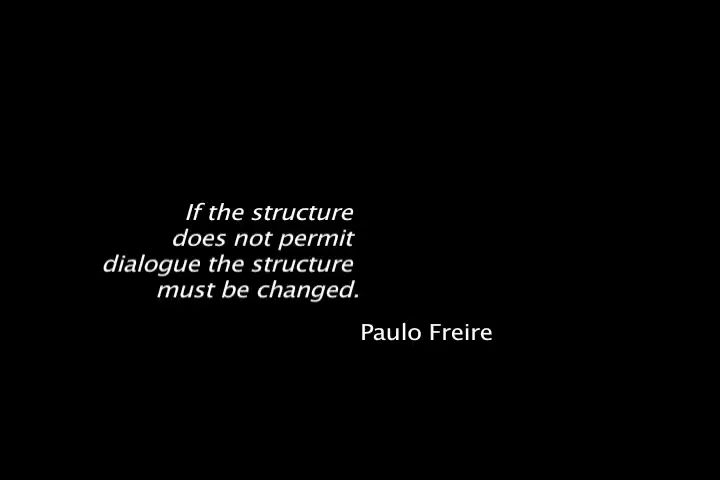 If the structure
does not permit
dialogue the structure
must be changed.
Paulo Freire